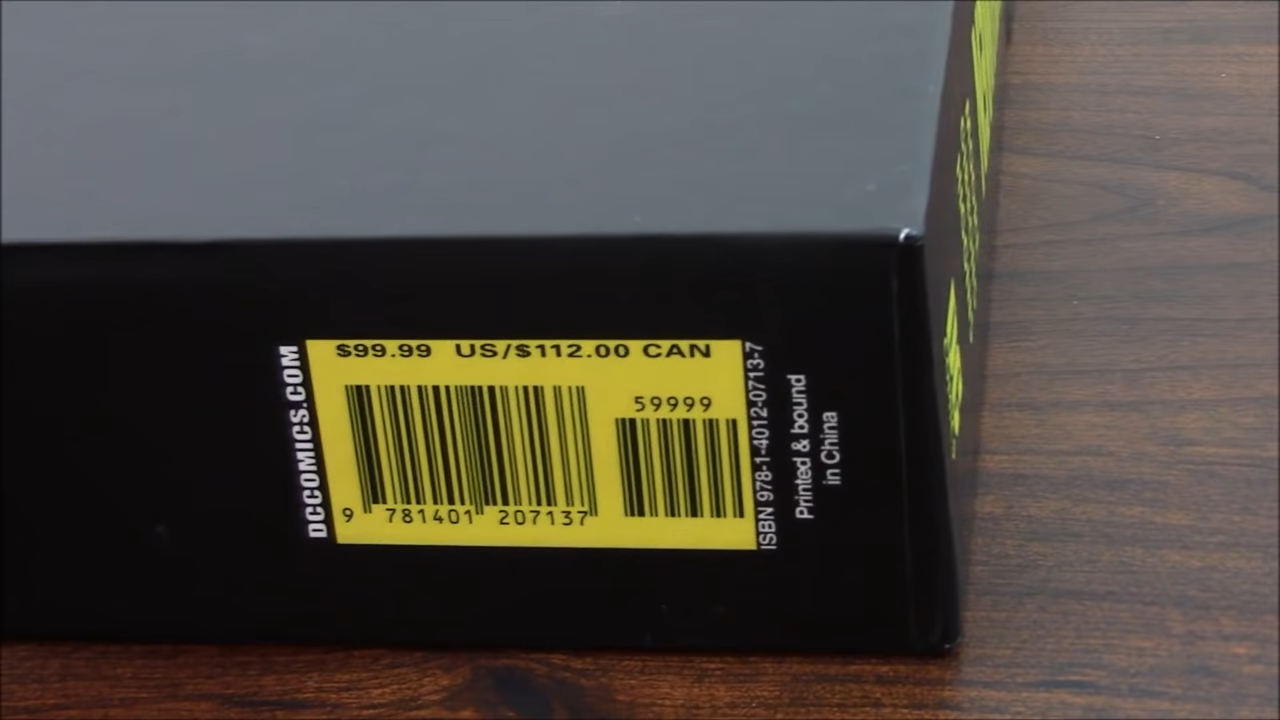 DCCOMICS.COM
$99.99 US/$112.00 CAN
59999
9 781401 207137
ISBN 978-1-4012-0713-7
Printed & bound
in China